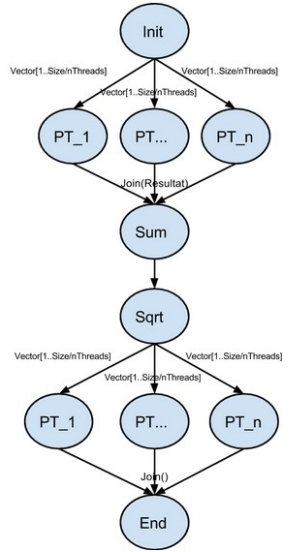 Init
Vector[1..Size/nThreads]
Vector[1..Size/nThreads]
Vector[1..Size/nThreads]
PT_1
PT...
PT_n
Join(Resultat)
Sum
Sqrt
Vector[1..Size/nThreads]
Vector[1..Size/nThreads]
Vector[1..Size/nThreads]
PT_1
PT...
PT_n
Join()
End